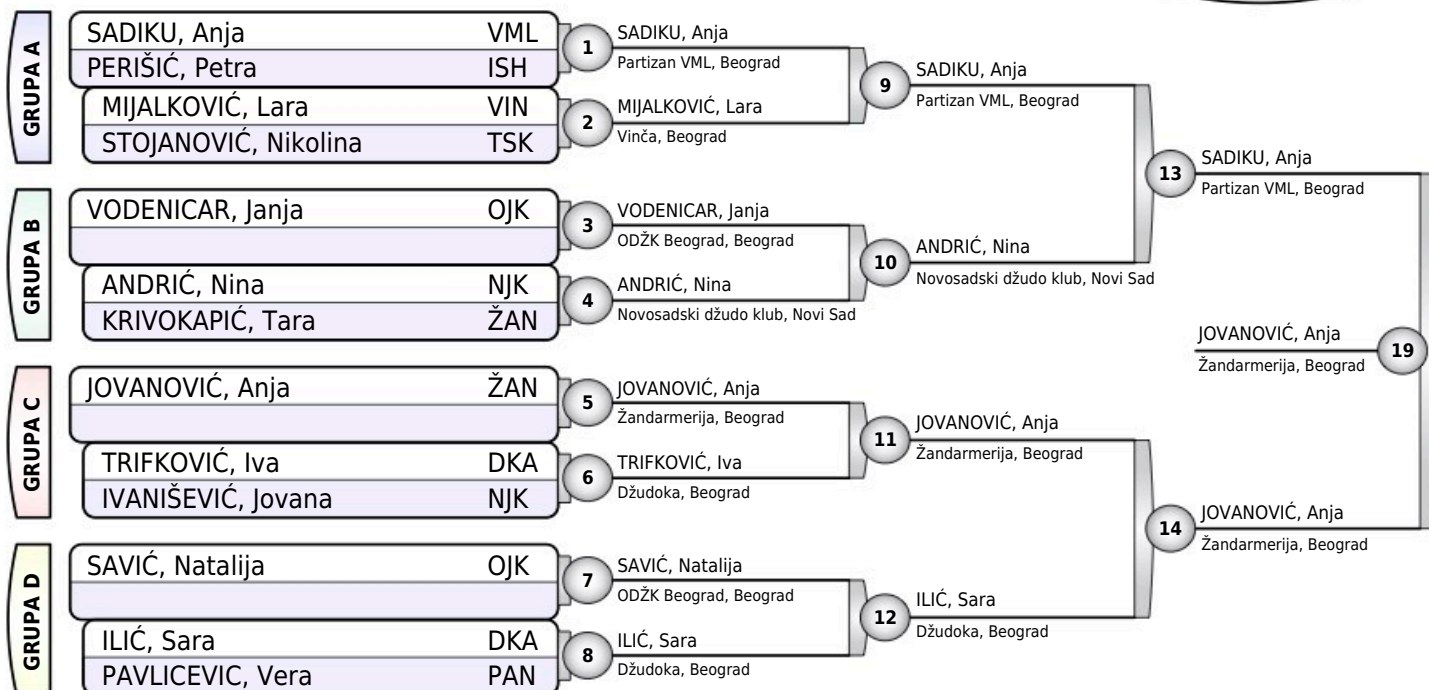 GRUPA A
SADIKU, Anja VML
PERIŠIĆ, Petra ISH
MIJALKOVIĆ, Lara VIN
STOJANOVIĆ, Nikolina TSK
GRUPA B
VODENICAR, Janja OJK
ANDRIĆ, Nina NJK
KRIVOKAPIĆ, Tara ŽAN
GRUPA C
JOVANOVIĆ, Anja ŽAN
TRIFKOVIĆ, Iva DKA
IVANIŠEVIĆ, Jovana NJK
GRUPA D
SAVIĆ, Natalija OJK
ILIĆ, Sara DKA
PAVLICEVIC, Vera PAN
1
SADIKU, Anja
Partizan VML, Beograd
2
MIJALKOVIĆ, Lara
Vinča, Beograd
3
VODENICAR, Janja
ODŽK Beograd, Beograd
4
ANDRIĆ, Nina
Novosadski džudo klub, Novi Sad
5
JOVANOVIĆ, Anja
Žandarmerija, Beograd
6
TRIFKOVIĆ, Iva
Džudoka, Beograd
7
SAVIĆ, Natalija
ODŽK Beograd, Beograd
8
ILIĆ, Sara
Džudoka, Beograd
9
SADIKU, Anja
Partizan VML, Beograd
10
ANDRIĆ, Nina
Novosadski džudo klub, Novi Sad
11
JOVANOVIĆ, Anja
Žandarmerija, Beograd
12
ILIĆ, Sara
Džudoka, Beograd
13
SADIKU, Anja
Partizan VML, Beograd
14
JOVANOVIĆ, Anja
Žandarmerija, Beograd
JOVANOVIĆ, Anja
Žandarmerija, Beograd
19